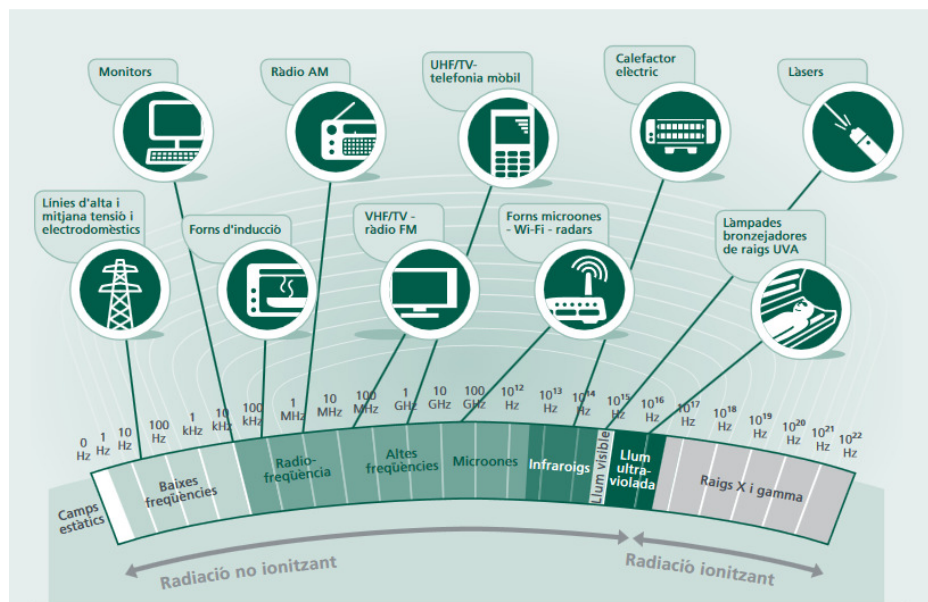 Monitors
Ràdio AM
UHF/TV-
telefonia mòbil
Calefactor
elèctric
Làsers
Línies d'alta i
mitjana tensió i
electrodomèstics
Forns d'inducció
VHF/TV -
ràdio FM
Forns microones
- Wi-Fi - radars
Làmpades
bronzejadores
de raigs UVA
0
Hz
1
Hz
10
Hz
100
Hz
1
kHz
10
kHz
100
kHz
1
MHz
10
MHz
100
MHz
1
GHz
10
GHz
100
GHz
10¹²
Hz
10¹³
Hz
10¹⁴
Hz
10¹⁵
Hz
10¹⁶
Hz
10¹⁷
Hz
10¹⁸
Hz
10¹⁹
Hz
10²⁰
Hz
10²¹
Hz
10²²
Hz
Camps
estàtics
Baixes
freqüències
Radio-
freqüència
Altes
freqüències
Microones
Infraroigs
Llum visible
Llum
ultra-
violada
Raigs X i gamma
Radiació no ionitzant
Radiació ionitzant